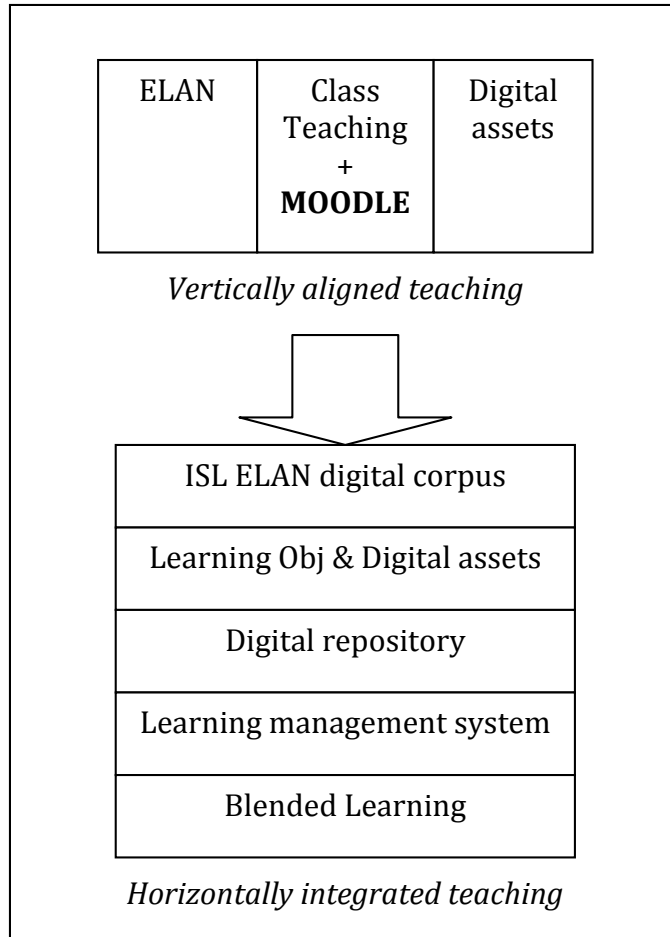 ELAN
Class
Teaching
+
MOODLE
Digital
assets
Vertically aligned teaching
ISL ELAN digital corpus
Learning Obj & Digital assets
Digital repository
Learning management system
Blended Learning
Horizontally integrated teaching